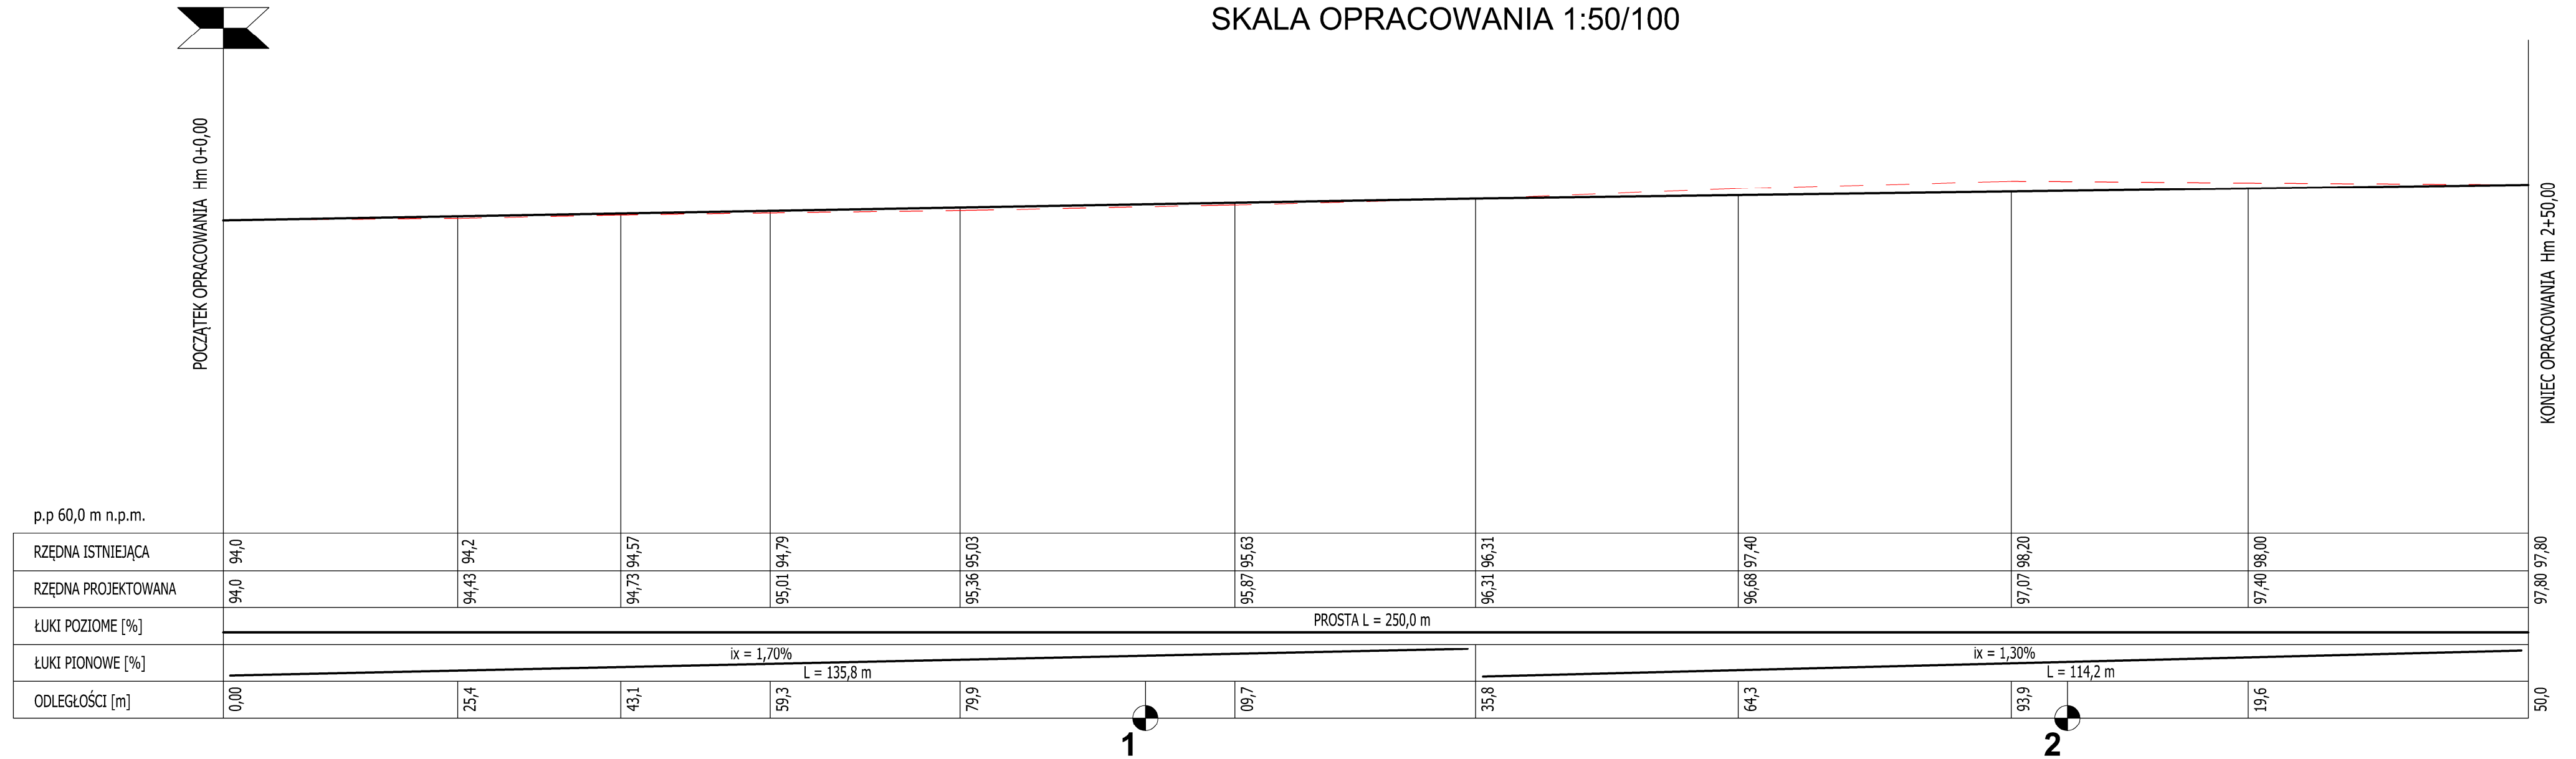 SKALA OPRACOWANIA 1:50/100
POCZĄTEK OPRACOWANIA Hm 0+0,00
KONIEC OPRACOWANIA Hm 2+50,00
p.p 60,0 m n.p.m.
RZĘDNA ISTNIEJĄCA 94,0 94,2 94,57 94,79 95,03 95,63 96,31 97,40 98,20 98,00 97,80
RZĘDNA PROJEKTOWANA 94,0 94,43 94,73 95,01 95,36 95,87 96,31 96,68 97,07 97,40 97,80
ŁUKI POZIOME [%] PROSTA L = 250,0 m
ŁUKI PIONOWE [%] ix = 1,70% ix = 1,30%
L = 135,8 m L = 114,2 m
ODLEGŁOŚCI [m] 0,00 25,4 43,1 59,3 79,9 09,7 35,8 64,3 93,9 19,6 50,0
1 2